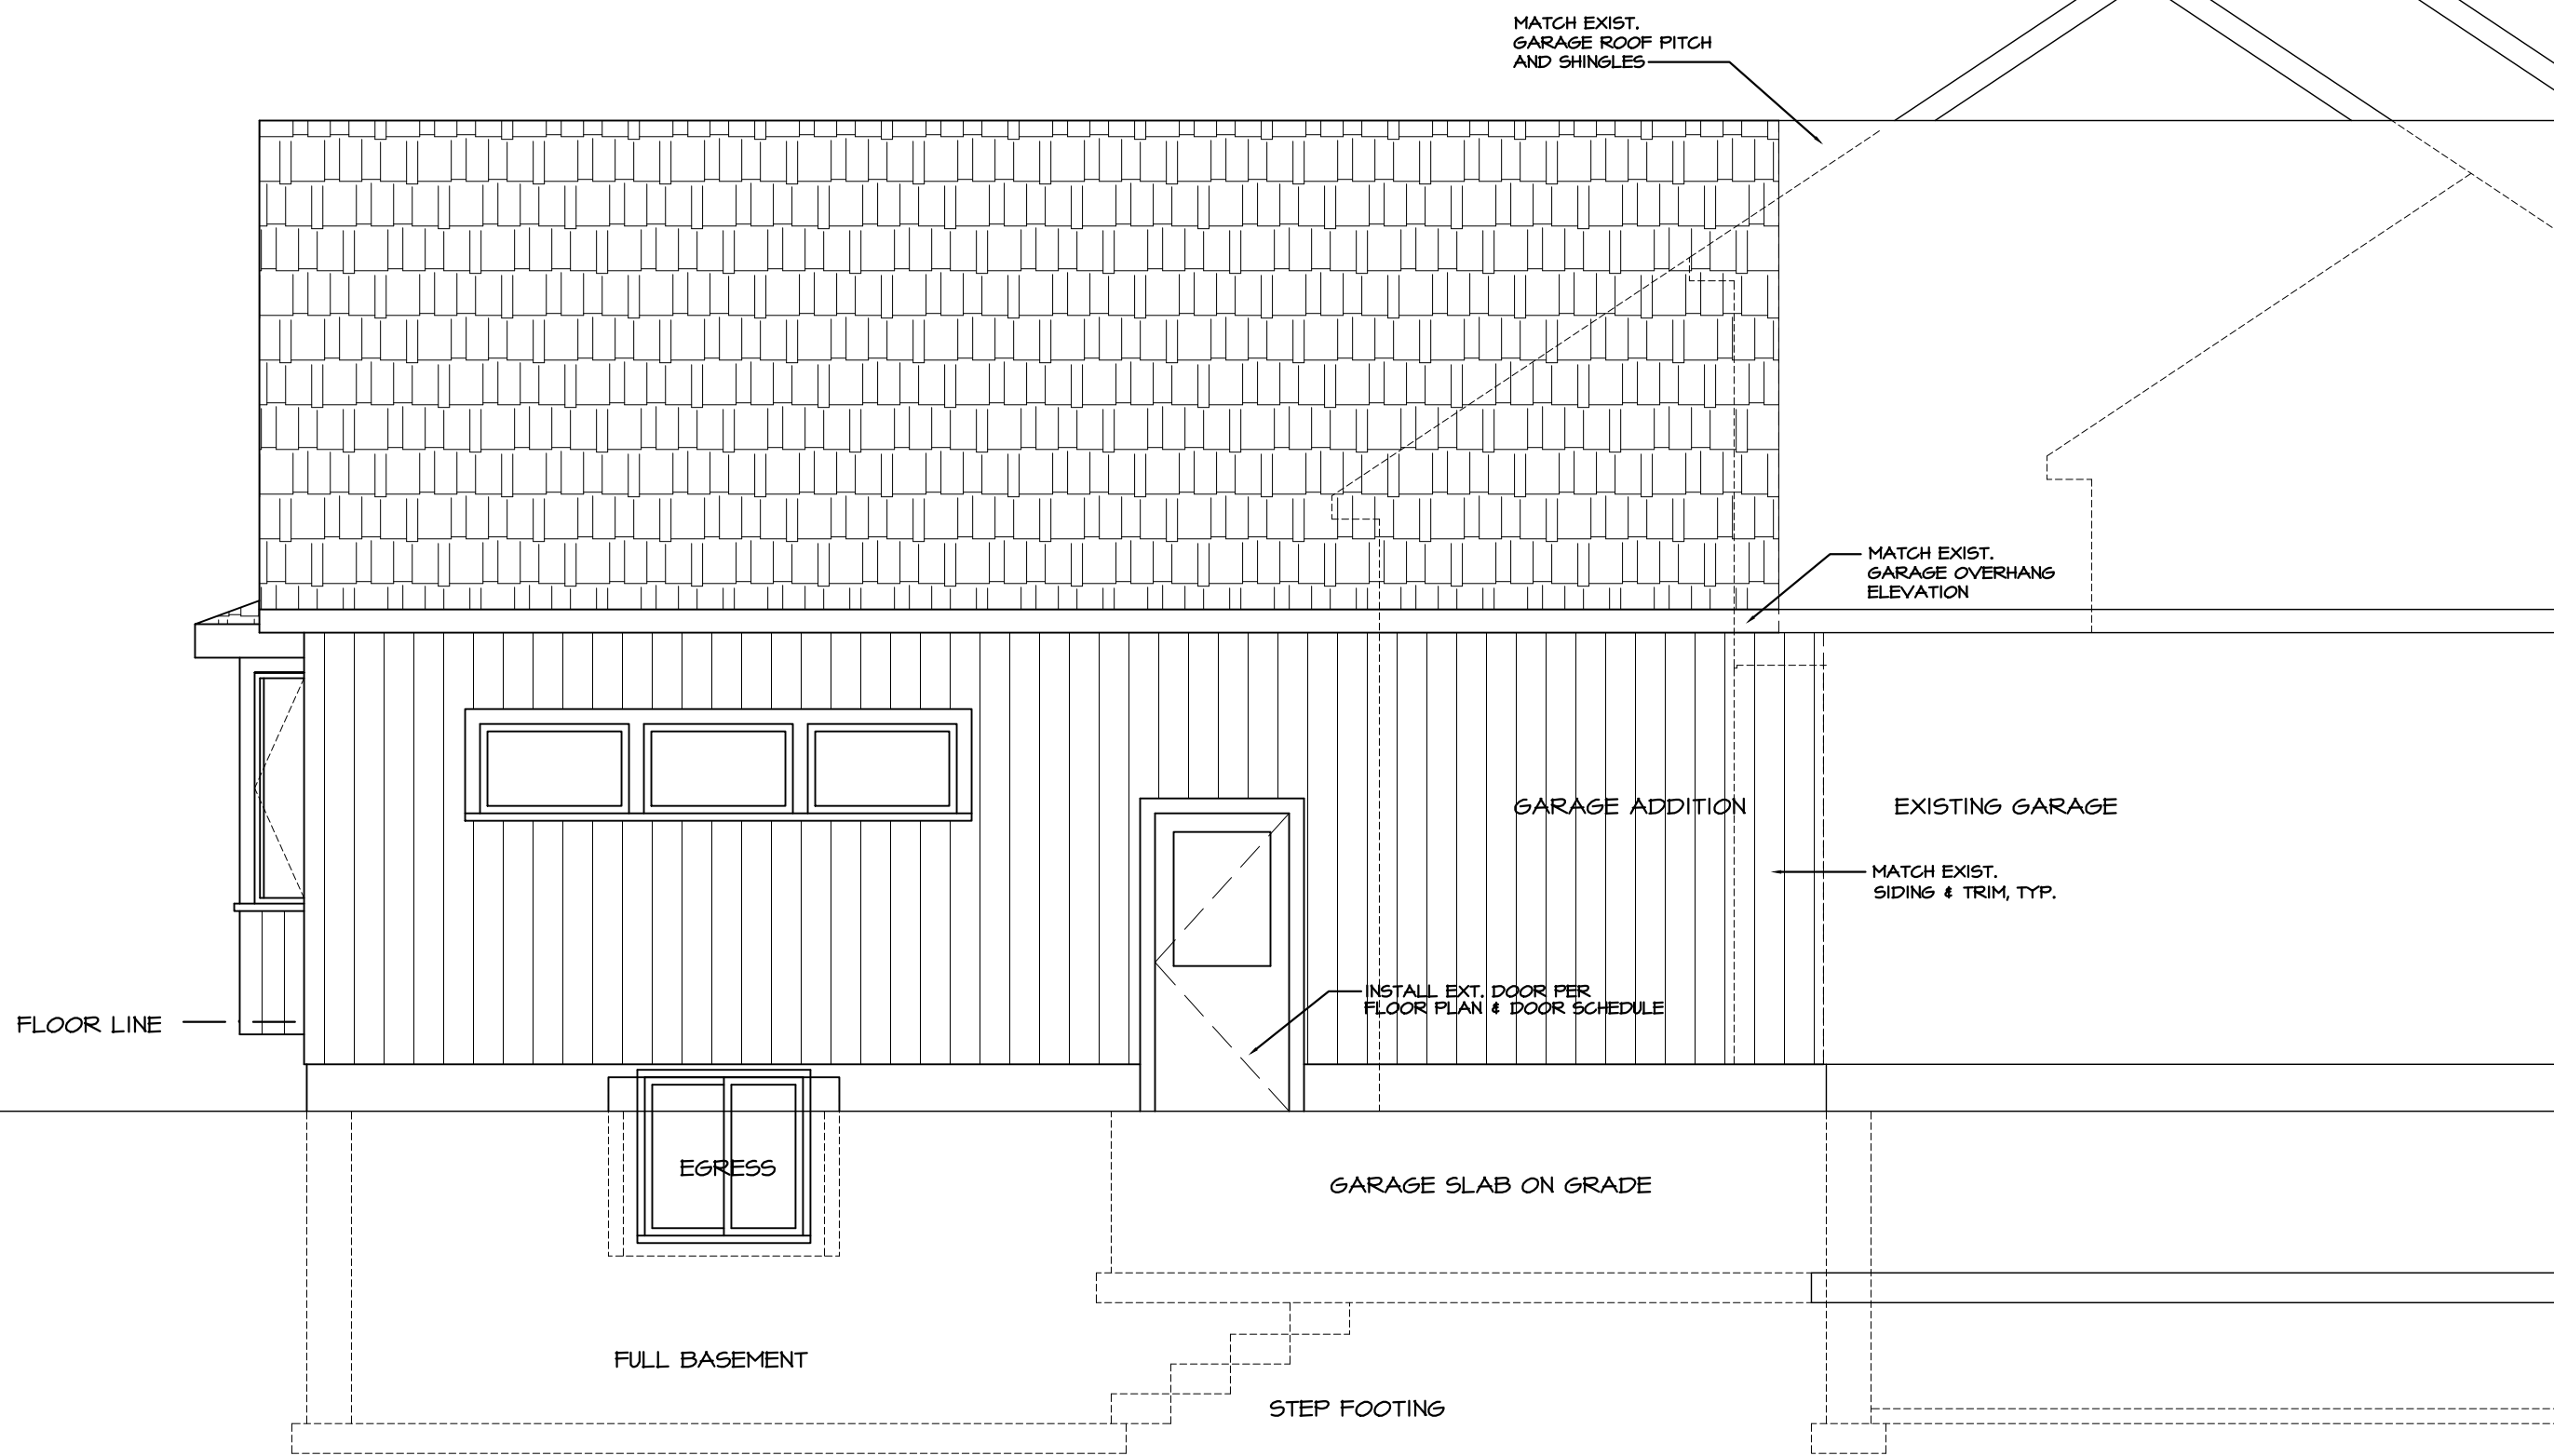 MATCH EXIST.
GARAGE ROOF PITCH
AND SHINGLES
MATCH EXIST.
GARAGE OVERHANG
ELEVATION
GARAGE ADDITION
EXISTING GARAGE
MATCH EXIST.
SIDING & TRIM, TYP.
INSTALL EXT. DOOR PER
FLOOR PLAN & DOOR SCHEDULE
FLOOR LINE
EGRESS
GARAGE SLAB ON GRADE
FULL BASEMENT
STEP FOOTING